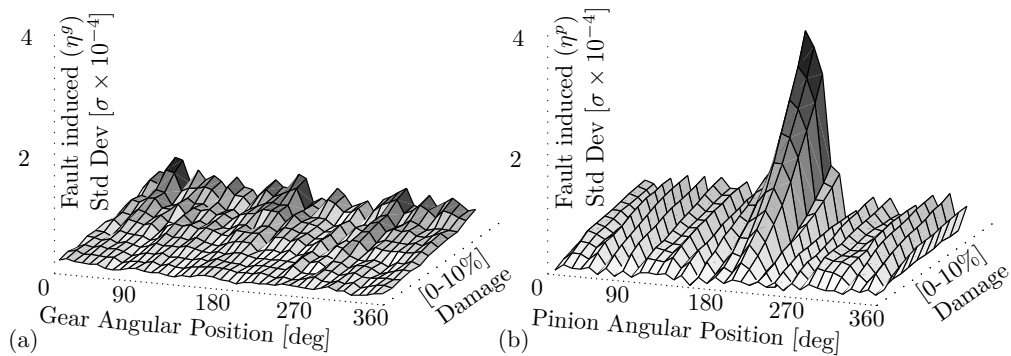 4
2
0
Fault induced (η^g)
Std Dev [σ × 10^−4]
0
90
180
270
360
Gear Angular Position [deg]
[0-10%]
Damage
(a)
4
2
0
Fault induced (η^p)
Std Dev [σ × 10^−4]
0
90
180
270
360
Pinion Angular Position [deg]
[0-10%]
Damage
(b)